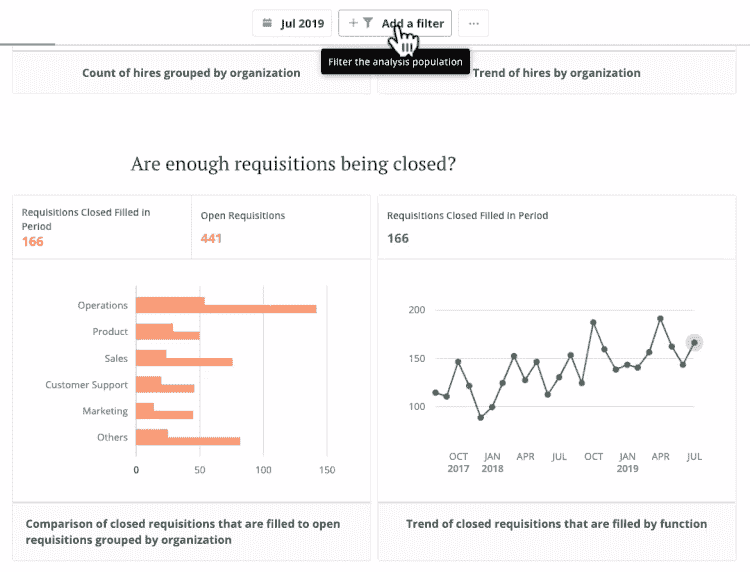 Jul 2019
+ Add a filter
...
Filter the analysis population
Count of hires grouped by organization
Trend of hires by organization
Are enough requisitions being closed?
Requisitions Closed Filled in
Period
166
Open Requisitions
441
Requisitions Closed Filled in Period
166
Operations
Product
Sales
Customer Support
Marketing
Others
0 50 100 150
200
150
100
OCT JAN APR JUL OCT JAN APR JUL
2017 2018 2019
Comparison of closed requisitions that are filled to open
requisitions grouped by organization
Trend of closed requisitions that are filled by function